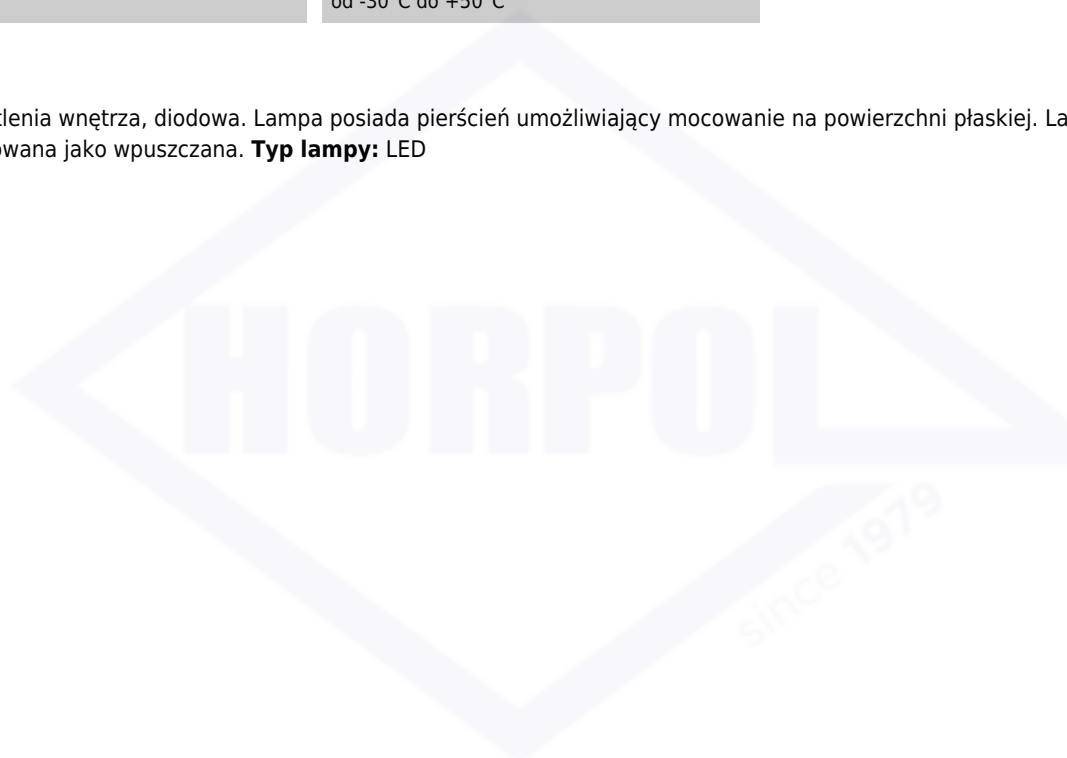 od -30°C do +50°C
tlenia wnętrza, diodowa. Lampa posiada pierścień umożliwiający mocowanie na powierzchni płaskiej. La
owana jako wpuszczana. Typ lampy: LED
HORPOL
since 1979